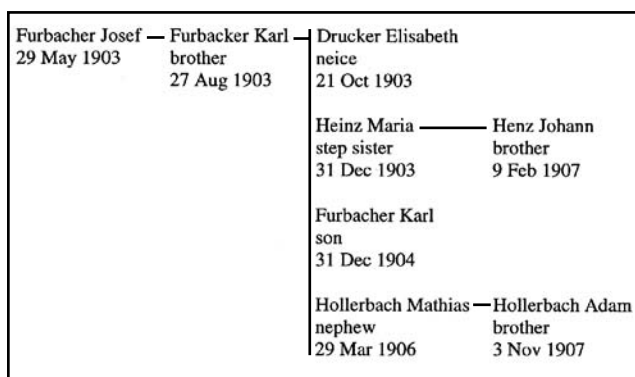 Furbacher Josef
29 May 1903
Furbacker Karl
brother
27 Aug 1903
Drucker Elisabeth
neice
21 Oct 1903
Heinz Maria
step sister
31 Dec 1903
Henz Johann
brother
9 Feb 1907
Furbacher Karl
son
31 Dec 1904
Hollerbach Mathias
nephew
29 Mar 1906
Hollerbach Adam
brother
3 Nov 1907